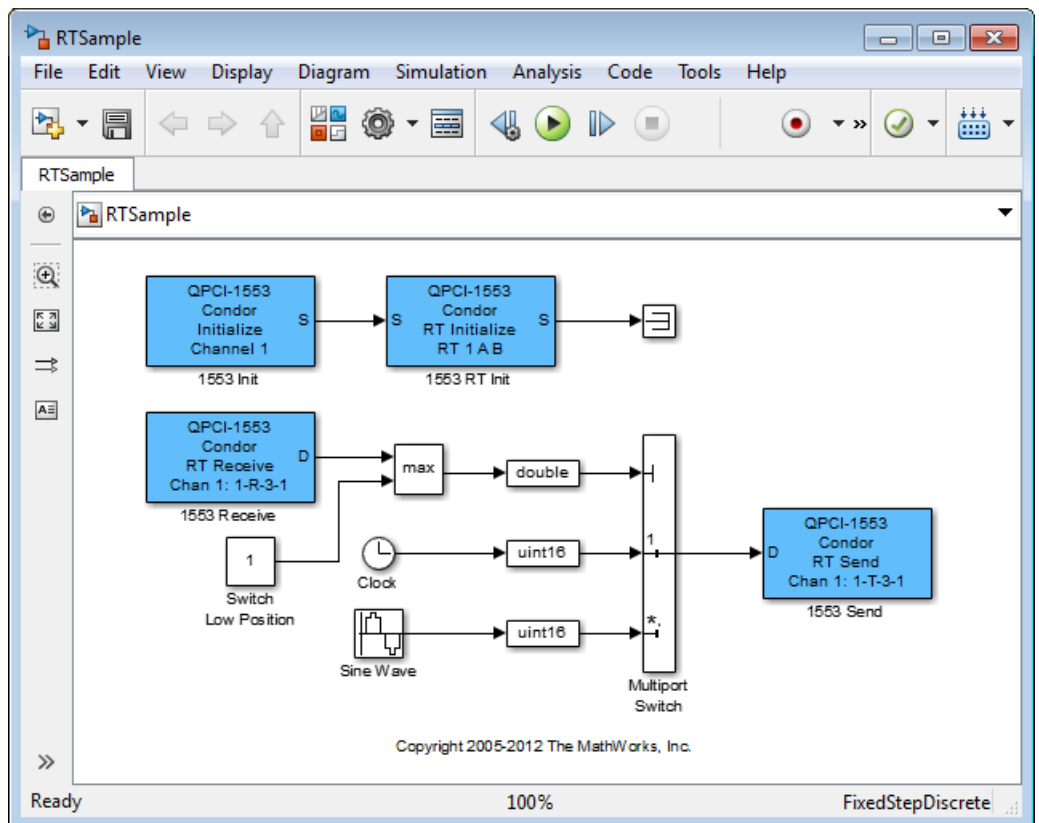 RTSample
File Edit View Display Diagram Simulation Analysis Code Tools Help
»
RTSample
RTSample
QPCI-1553
Condor
Initialize
Channel 1
S
1553 Init
S
QPCI-1553
Condor
RT Initialize
RT 1 A B
S
1553 RT Init
QPCI-1553
Condor
RT Receive
Chan 1: 1-R-3-1
D
1553 Receive
max
double
1
Switch
Low Position
Clock
uint16
Sine Wave
uint16
1
*,
Multiport
Switch
D
QPCI-1553
Condor
RT Send
Chan 1: 1-T-3-1
1553 Send
Copyright 2005-2012 The MathWorks, Inc.
A
»
Ready 100% FixedStepDiscrete